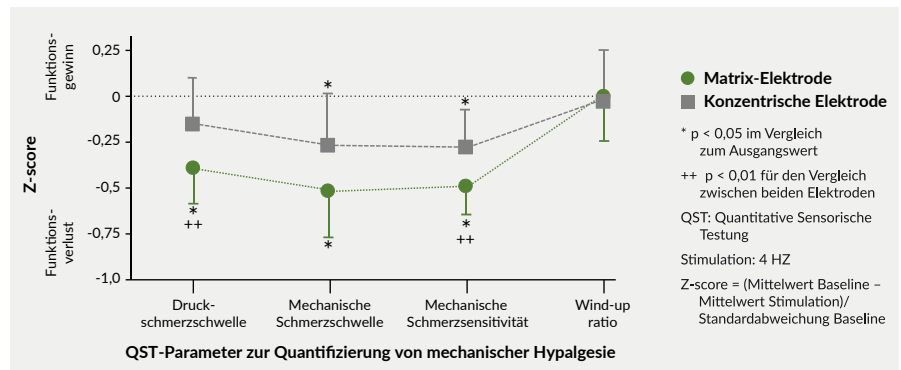 Funktions-
gewinn
Z-score
Funktions-
verlust
0,25
0
-0,25
-0,5
-0,75
-1,0
*
*
*
++
*
*
++
Druck-
schmerzschwelle
Mechanische
Schmerzschwelle
Mechanische
Schmerzsensitivität
Wind-up
ratio
QST-Parameter zur Quantifizierung von mechanischer Hypalgesie
Matrix-Elektrode
Konzentrische Elektrode
* p < 0,05 im Vergleich
zum Ausgangswert
++ p < 0,01 für den Vergleich
zwischen beiden Elektroden
QST: Quantitative Sensorische
Testung
Stimulation: 4 HZ
Z-score = (Mittelwert Baseline –
Mittelwert Stimulation)/
Standardabweichung Baseline